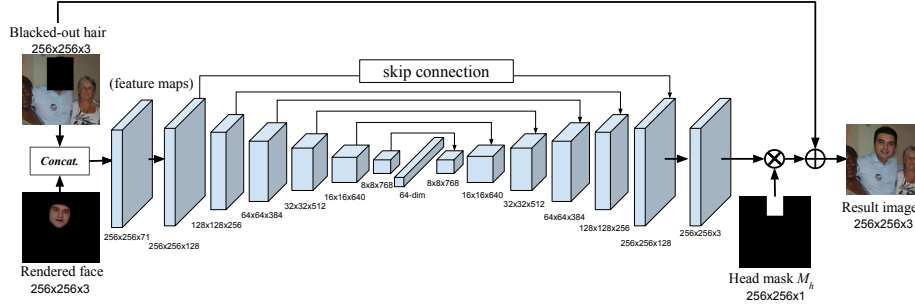 Blacked-out hair
256x256x3
(feature maps)
skip connection
Concat.
Rendered face
256x256x3
256x256x71
256x256x128
128x128x256
64x64x384
32x32x512
16x16x640
8x8x768
64-dim
8x8x768
16x16x640
32x32x512
64x64x384
128x128x256
256x256x128
256x256x3
Head mask Mh
256x256x1
Result image
256x256x3